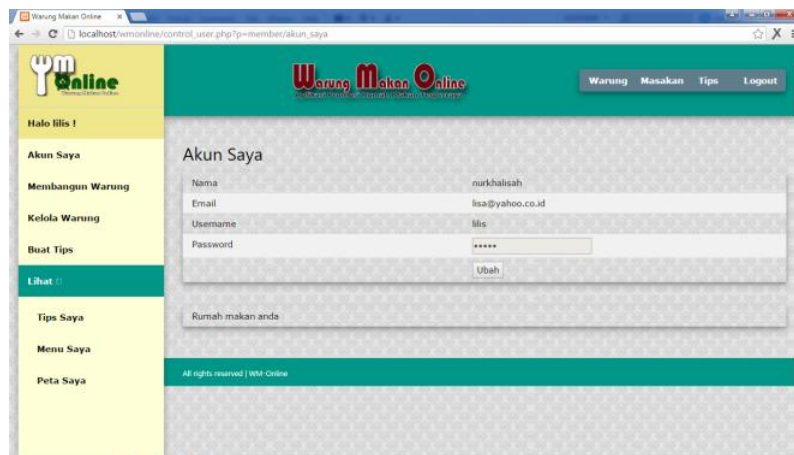 Warung Makan Online
localhost/wmonline/control_user.php?p=member/akun_saya
WM
Online
Warung Makan Online
Warung Masakan Tips Logout
Halo lilis !
Akun Saya
Membangun Warung
Kelola Warung
Buat Tips
Lihat
Tips Saya
Menu Saya
Peta Saya
Akun Saya
Nama nurkhalisah
Email lisa@yahoo.co.id
Username lilis
Password •••••
Ubah
Rumah makan anda
All rights reserved | WM-Online